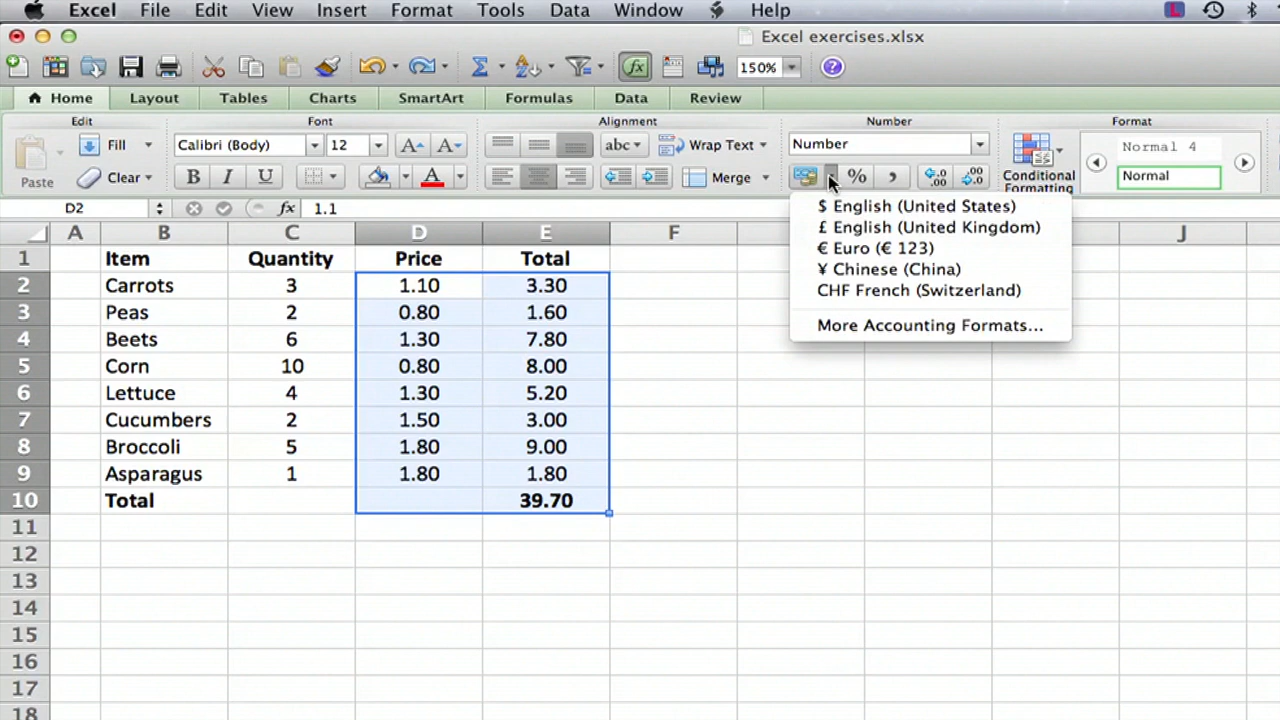 Excel File Edit View Insert Format Tools Data Window Help
Excel exercises.xlsx
150%
Home Layout Tables Charts SmartArt Formulas Data Review
Edit Font Alignment Number Format
Paste Fill Calibri (Body) 12 abc Wrap Text Number Conditional Formatting Normal 4
Clear B I U A Merge % , Normal
D2 fx 1.1
$ English (United States)
£ English (United Kingdom)
€ Euro (€ 123)
¥ Chinese (China)
CHF French (Switzerland)
More Accounting Formats...
A B C D E F J
1 Item Quantity Price Total
2 Carrots 3 1.10 3.30
3 Peas 2 0.80 1.60
4 Beets 6 1.30 7.80
5 Corn 10 0.80 8.00
6 Lettuce 4 1.30 5.20
7 Cucumbers 2 1.50 3.00
8 Broccoli 5 1.80 9.00
9 Asparagus 1 1.80 1.80
10 Total 39.70
11
12
13
14
15
16
17
18